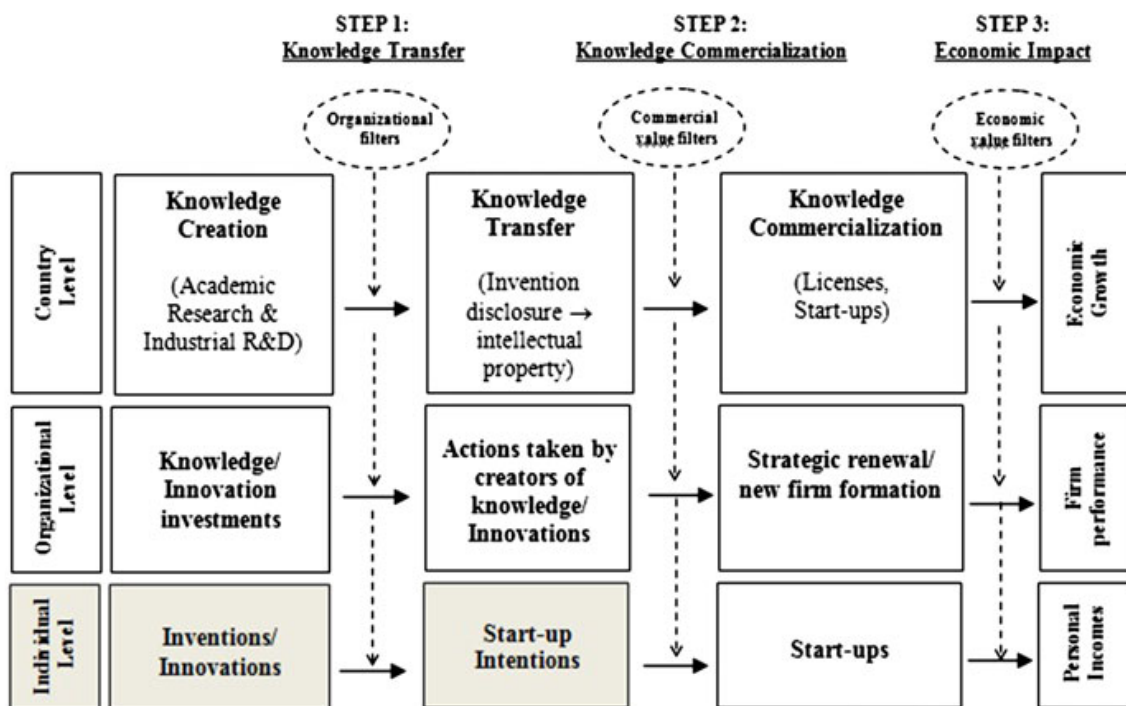 STEP 1:
Knowledge Transfer
STEP 2:
Knowledge Commercialization
STEP 3:
Economic Impact
Organizational
filters
Commercial
value filters
Economic
value filters
Country
Level
Knowledge
Creation
(Academic
Research &
Industrial R&D)
Knowledge
Transfer
(Invention
disclosure →
intellectual
property)
Knowledge
Commercialization
(Licenses,
Start-ups)
Economic
Growth
Organizational
Level
Knowledge/
Innovation
investments
Actions taken by
creators of
knowledge/
Innovations
Strategic renewal/
new firm formation
Firm
performance
Individual
Level
Inventions/
Innovations
Start-up
Intentions
Start-ups
Personal
Incomes